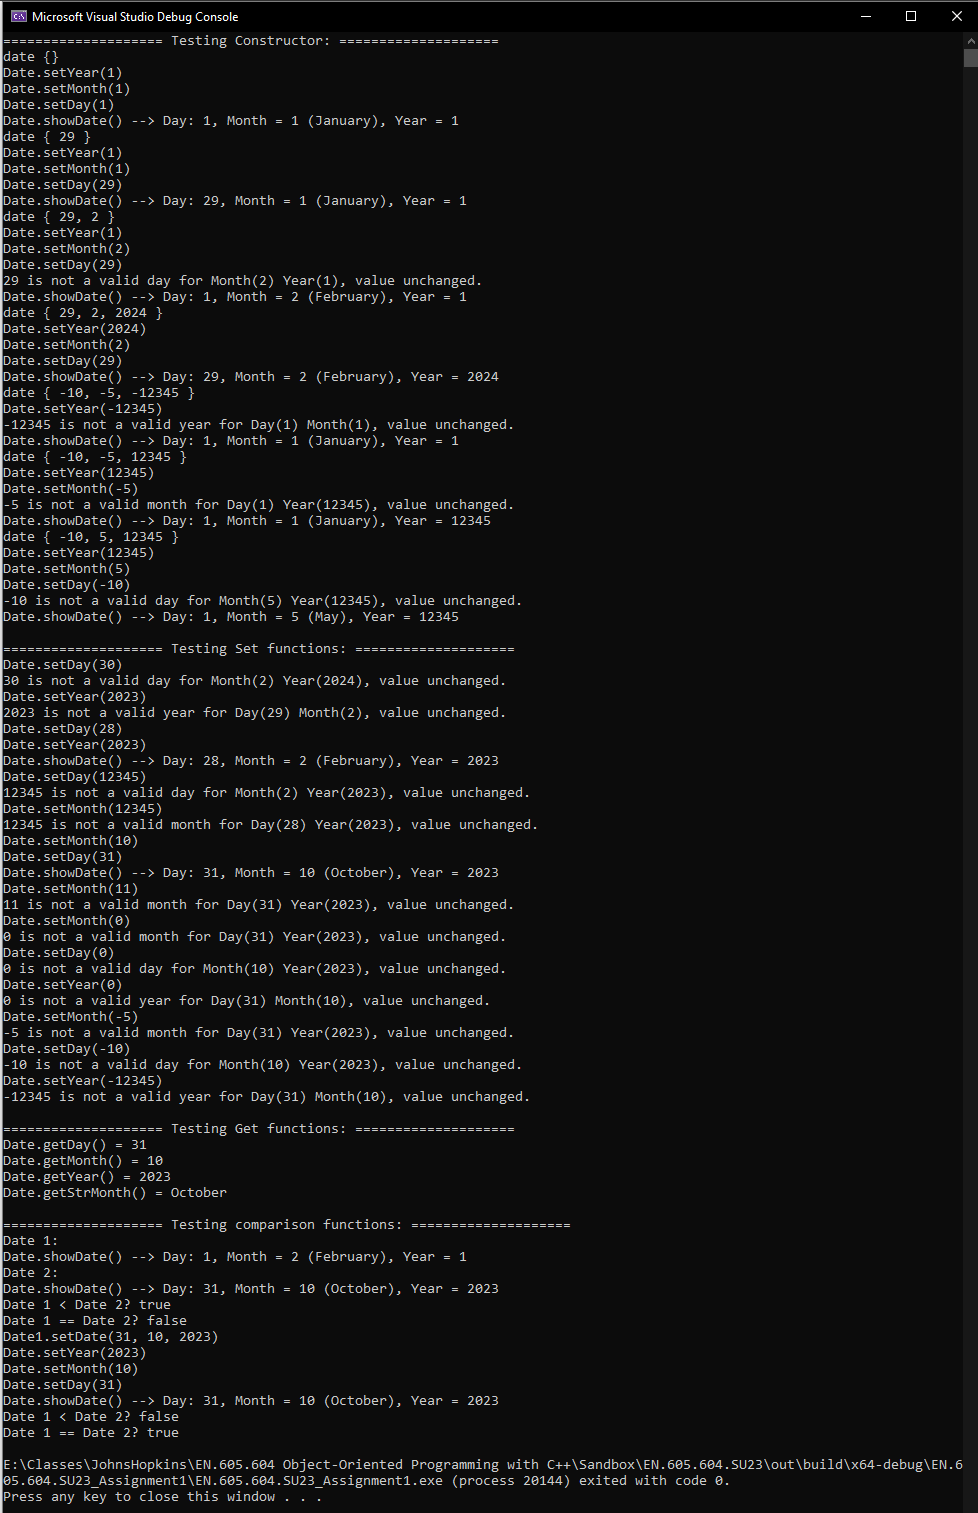 Microsoft Visual Studio Debug Console
==================== Testing Constructor: ====================
date {}
Date.setYear(1)
Date.setMonth(1)
Date.setDay(1)
Date.showDate() --> Day: 1, Month = 1 (January), Year = 1
date { 29 }
Date.setYear(1)
Date.setMonth(1)
Date.setDay(29)
Date.showDate() --> Day: 29, Month = 1 (January), Year = 1
date { 29, 2 }
Date.setYear(1)
Date.setMonth(2)
Date.setDay(29)
29 is not a valid day for Month(2) Year(1), value unchanged.
Date.showDate() --> Day: 1, Month = 2 (February), Year = 1
date { 29, 2, 2024 }
Date.setYear(2024)
Date.setMonth(2)
Date.setDay(29)
Date.showDate() --> Day: 29, Month = 2 (February), Year = 2024
date { -10, -5, -12345 }
Date.setYear(-12345)
-12345 is not a valid year for Day(1) Month(1), value unchanged.
Date.showDate() --> Day: 1, Month = 1 (January), Year = 1
date { -10, -5, 12345 }
Date.setYear(12345)
Date.setMonth(-5)
-5 is not a valid month for Day(1) Year(12345), value unchanged.
Date.showDate() --> Day: 1, Month = 1 (January), Year = 12345
date { -10, 5, 12345 }
Date.setYear(12345)
Date.setMonth(5)
Date.setDay(-10)
-10 is not a valid day for Month(5) Year(12345), value unchanged.
Date.showDate() --> Day: 1, Month = 5 (May), Year = 12345
==================== Testing Set functions: ====================
Date.setDay(30)
30 is not a valid day for Month(2) Year(2024), value unchanged.
Date.setYear(2023)
2023 is not a valid year for Day(29) Month(2), value unchanged.
Date.setDay(28)
Date.setYear(2023)
Date.showDate() --> Day: 28, Month = 2 (February), Year = 2023
Date.setDay(12345)
12345 is not a valid day for Month(2) Year(2023), value unchanged.
Date.setMonth(12345)
12345 is not a valid month for Day(28) Year(2023), value unchanged.
Date.setMonth(10)
Date.setDay(31)
Date.showDate() --> Day: 31, Month = 10 (October), Year = 2023
Date.setMonth(11)
11 is not a valid month for Day(31) Year(2023), value unchanged.
Date.setMonth(0)
0 is not a valid month for Day(31) Year(2023), value unchanged.
Date.setDay(0)
0 is not a valid day for Month(10) Year(2023), value unchanged.
Date.setYear(0)
0 is not a valid year for Day(31) Month(10), value unchanged.
Date.setMonth(-5)
-5 is not a valid month for Day(31) Year(2023), value unchanged.
Date.setDay(-10)
-10 is not a valid day for Month(10) Year(2023), value unchanged.
Date.setYear(-12345)
-12345 is not a valid year for Day(31) Month(10), value unchanged.
==================== Testing Get functions: ====================
Date.getDay() = 31
Date.getMonth() = 10
Date.getYear() = 2023
Date.getStrMonth() = October
==================== Testing comparison functions: ====================
Date 1:
Date.showDate() --> Day: 1, Month = 2 (February), Year = 1
Date 2:
Date.showDate() --> Day: 31, Month = 10 (October), Year = 2023
Date 1 < Date 2? true
Date 1 == Date 2? false
Date1.setDate(31, 10, 2023)
Date.setYear(2023)
Date.setMonth(10)
Date.setDay(31)
Date.showDate() --> Day: 31, Month = 10 (October), Year = 2023
Date 1 < Date 2? false
Date 1 == Date 2? true
E:\Classes\JohnsHopkins\EN.605.604 Object-Oriented Programming with C++\Sandbox\EN.605.604.SU23\out\build\x64-debug\EN.6
05.604.SU23_Assignment1\EN.605.604.SU23_Assignment1.exe (process 20144) exited with code 0.
Press any key to close this window . . .